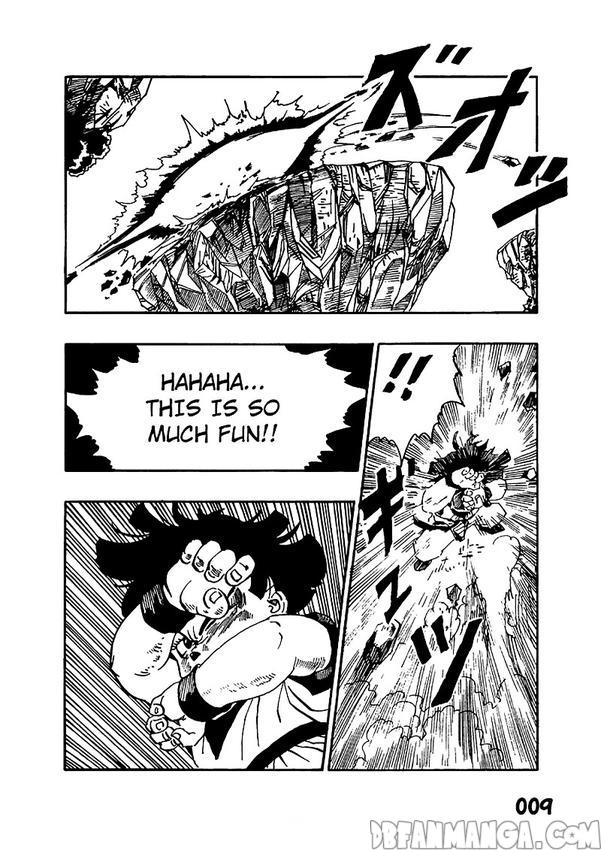 ズオッ
HAHAHA...
THIS IS SO
MUCH FUN!!
!!
ギュッ
009
DBFANMANGA.COM